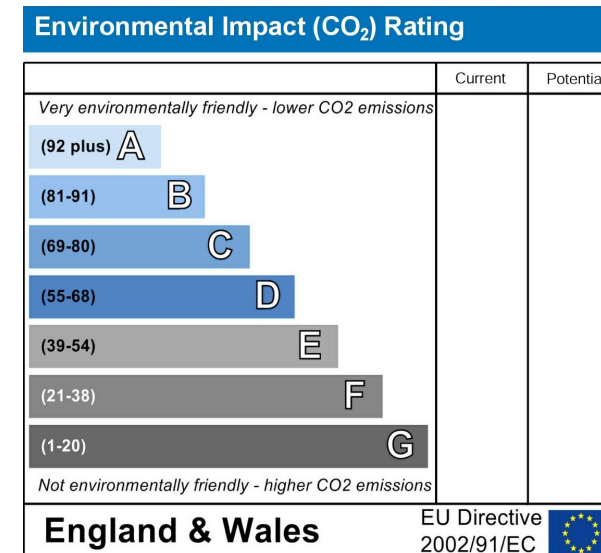 Environmental Impact (CO₂) Rating
Current Potentia
Very environmentally friendly - lower CO2 emissions
(92 plus) A
(81-91) B
(69-80) C
(55-68) D
(39-54) E
(21-38) F
(1-20) G
Not environmentally friendly - higher CO2 emissions
England & Wales
EU Directive
2002/91/EC